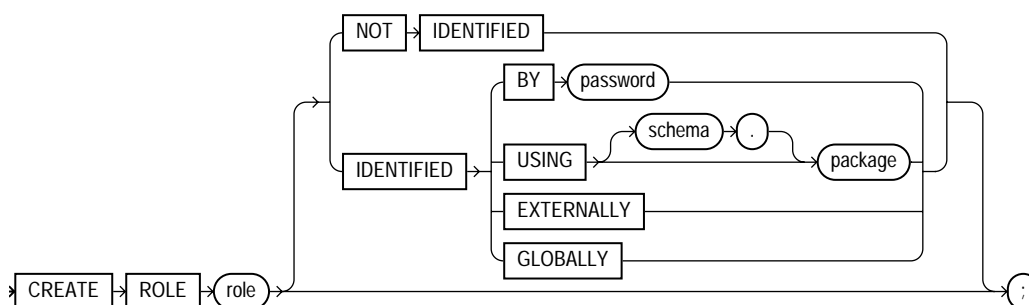 NOT IDENTIFIED
BY password
schema .
IDENTIFIED USING package
EXTERNALLY
GLOBALLY
CREATE ROLE role ;